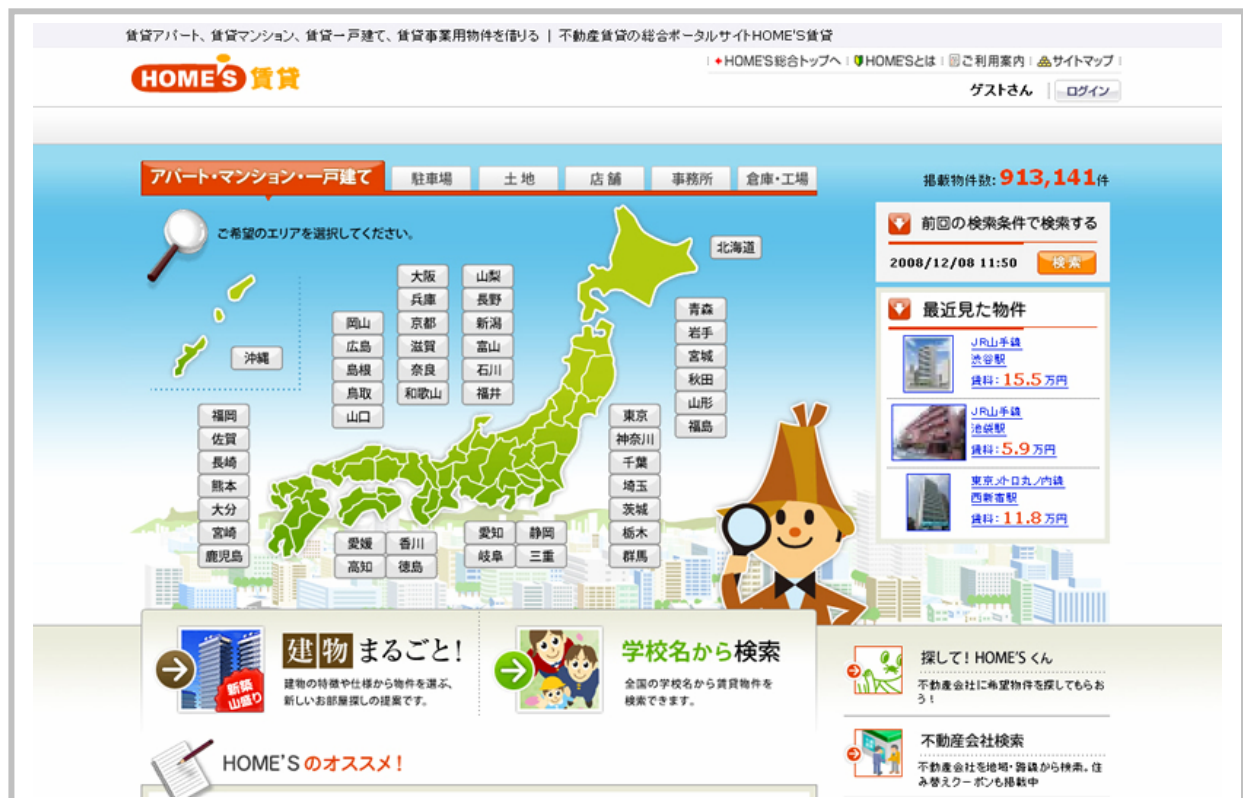 賃貸アパート、賃貸マンション、賃貸一戸建て、賃貸事業用物件を借りる | 不動産賃貸の総合ポータルサイトHOME'S賃貸
HOME'S 賃貸
HOME'S総合トップへ HOME'Sとは ご利用案内 サイトマップ
ゲストさん ログイン
アパート・マンション・一戸建て 駐車場 土地 店舗 事務所 倉庫・工場
掲載物件数: 913,141件
ご希望のエリアを選択してください。
北海道
青森
岩手
宮城
秋田
山形
福島
大阪
兵庫
京都
滋賀
奈良
和歌山
山梨
長野
新潟
富山
石川
福井
岡山
広島
島根
鳥取
山口
沖縄
福岡
佐賀
長崎
熊本
大分
宮崎
鹿児島
愛媛 香川
高知 徳島
愛知 静岡
岐阜 三重
東京
神奈川
千葉
埼玉
茨城
栃木
群馬
前回の検索条件で検索する
2008/12/08 11:50 検索
最近見た物件
JR山手線
渋谷駅
賃料: 15.5万円
JR山手線
池袋駅
賃料: 5.9万円
東京メトロ丸ノ内線
西新宿駅
賃料: 11.8万円
新築
山盛り
建物まるごと!
建物の特徴や仕様から物件を選ぶ、
新しいお部屋探しの提案です。
学校名から検索
全国の学校名から賃貸物件を
検索できます。
探して! HOME'Sくん
不動産会社に希望物件を探してもらお
う!
不動産会社検索
不動産会社を地域・路線から検索。住
み替えクーポンも掲載中
HOME'Sのオススメ!